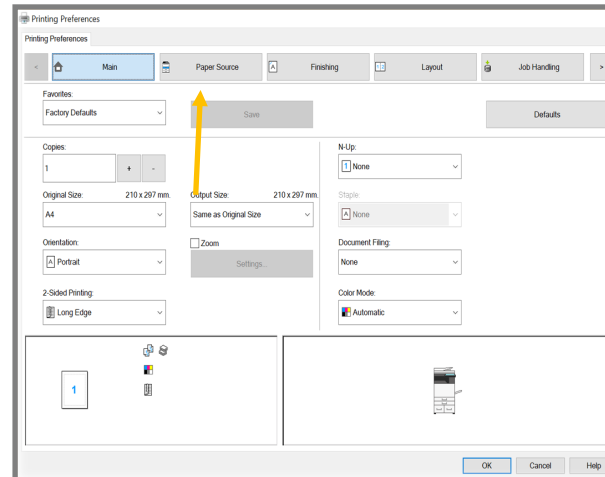 Printing Preferences
Printing Preferences
< Main Paper Source Finishing Layout Job Handling >
Favorites:
Factory Defaults Save Defaults
Copies: N-Up:
1 + - 1 None
Original Size: 210 x 297 mm. Output Size: 210 x 297 mm. Staple:
A4 Same as Original Size A None
Orientation: Zoom Document Filing:
A Portrait Settings... None
2-Sided Printing: Color Mode:
Long Edge Automatic
1
OK Cancel Help